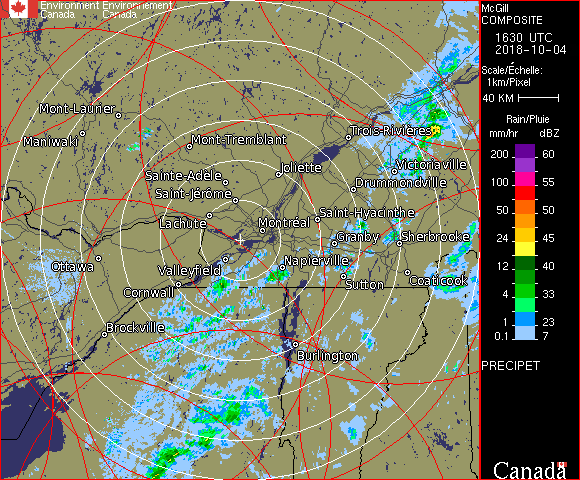 Environment Environnement
Canada Canada
McGill
COMPOSITE
1630 UTC
2018-10-04
Scale/Échelle:
1km/Pixel
40 KM
Rain/Pluie
mm/hr dBZ
200 60
55
100 55
50 50
24 45
12 40
4 33
1 30
0.1 7
23
PRECIPET
Canada
Mont-Laurier
Maniwaki
Mont-Tremblant
Trois-Rivières
Joliette
Victoriaville
Sainte-Adèle
Drummondville
Saint-Jérôme
Lachute
Montréal
Saint-Hyacinthe
Granby
Sherbrooke
Ottawa
Valleyfield
Napierville
Cornwall
Sutton
Coaticook
Brockville
Burlington